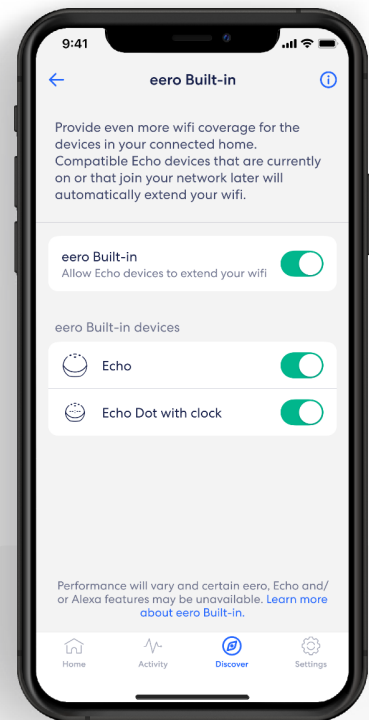 9:41
eero Built-in
Provide even more wifi coverage for the
devices in your connected home.
Compatible Echo devices that are currently
on or that join your network later will
automatically extend your wifi.
eero Built-in
Allow Echo devices to extend your wifi
eero Built-in devices
Echo
Echo Dot with clock
Performance will vary and certain eero, Echo and/
or Alexa features may be unavailable. Learn more
about eero Built-in.
Home
Activity
Discover
Settings